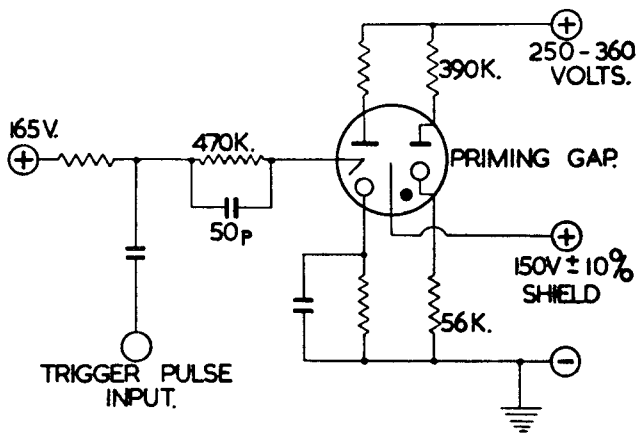 250-360
VOLTS.
390K.
165V.
470K.
PRIMING GAP.
50p
150V ± 10%
SHIELD
56K.
TRIGGER PULSE
INPUT.